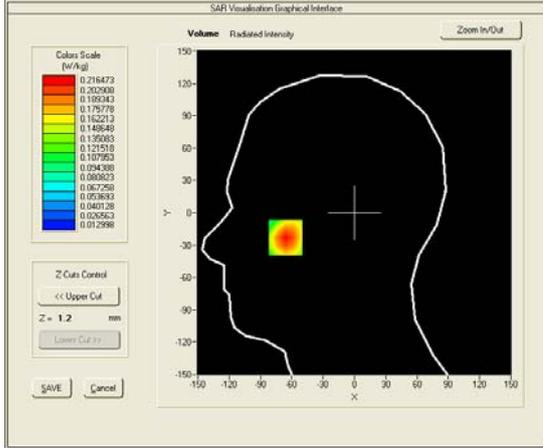 SAR Visualisation Graphical Interface
Volume Radiated Intensity
Zoom In/Out
Colors Scale
(W/kg)
0.216473
0.202908
0.189343
0.175778
0.162213
0.148648
0.135083
0.121518
0.107953
0.094388
0.080823
0.067258
0.053693
0.040128
0.026563
0.012998
Z Cuts Control
<< Upper Cut
Z = 1.2 mm
Lower Cut >>
SAVE Cancel
150
120
90
60
30
0
-30
-60
-90
-120
-150
Y
-150 -120 -90 -60 -30 0 30 60 90 120 150
X